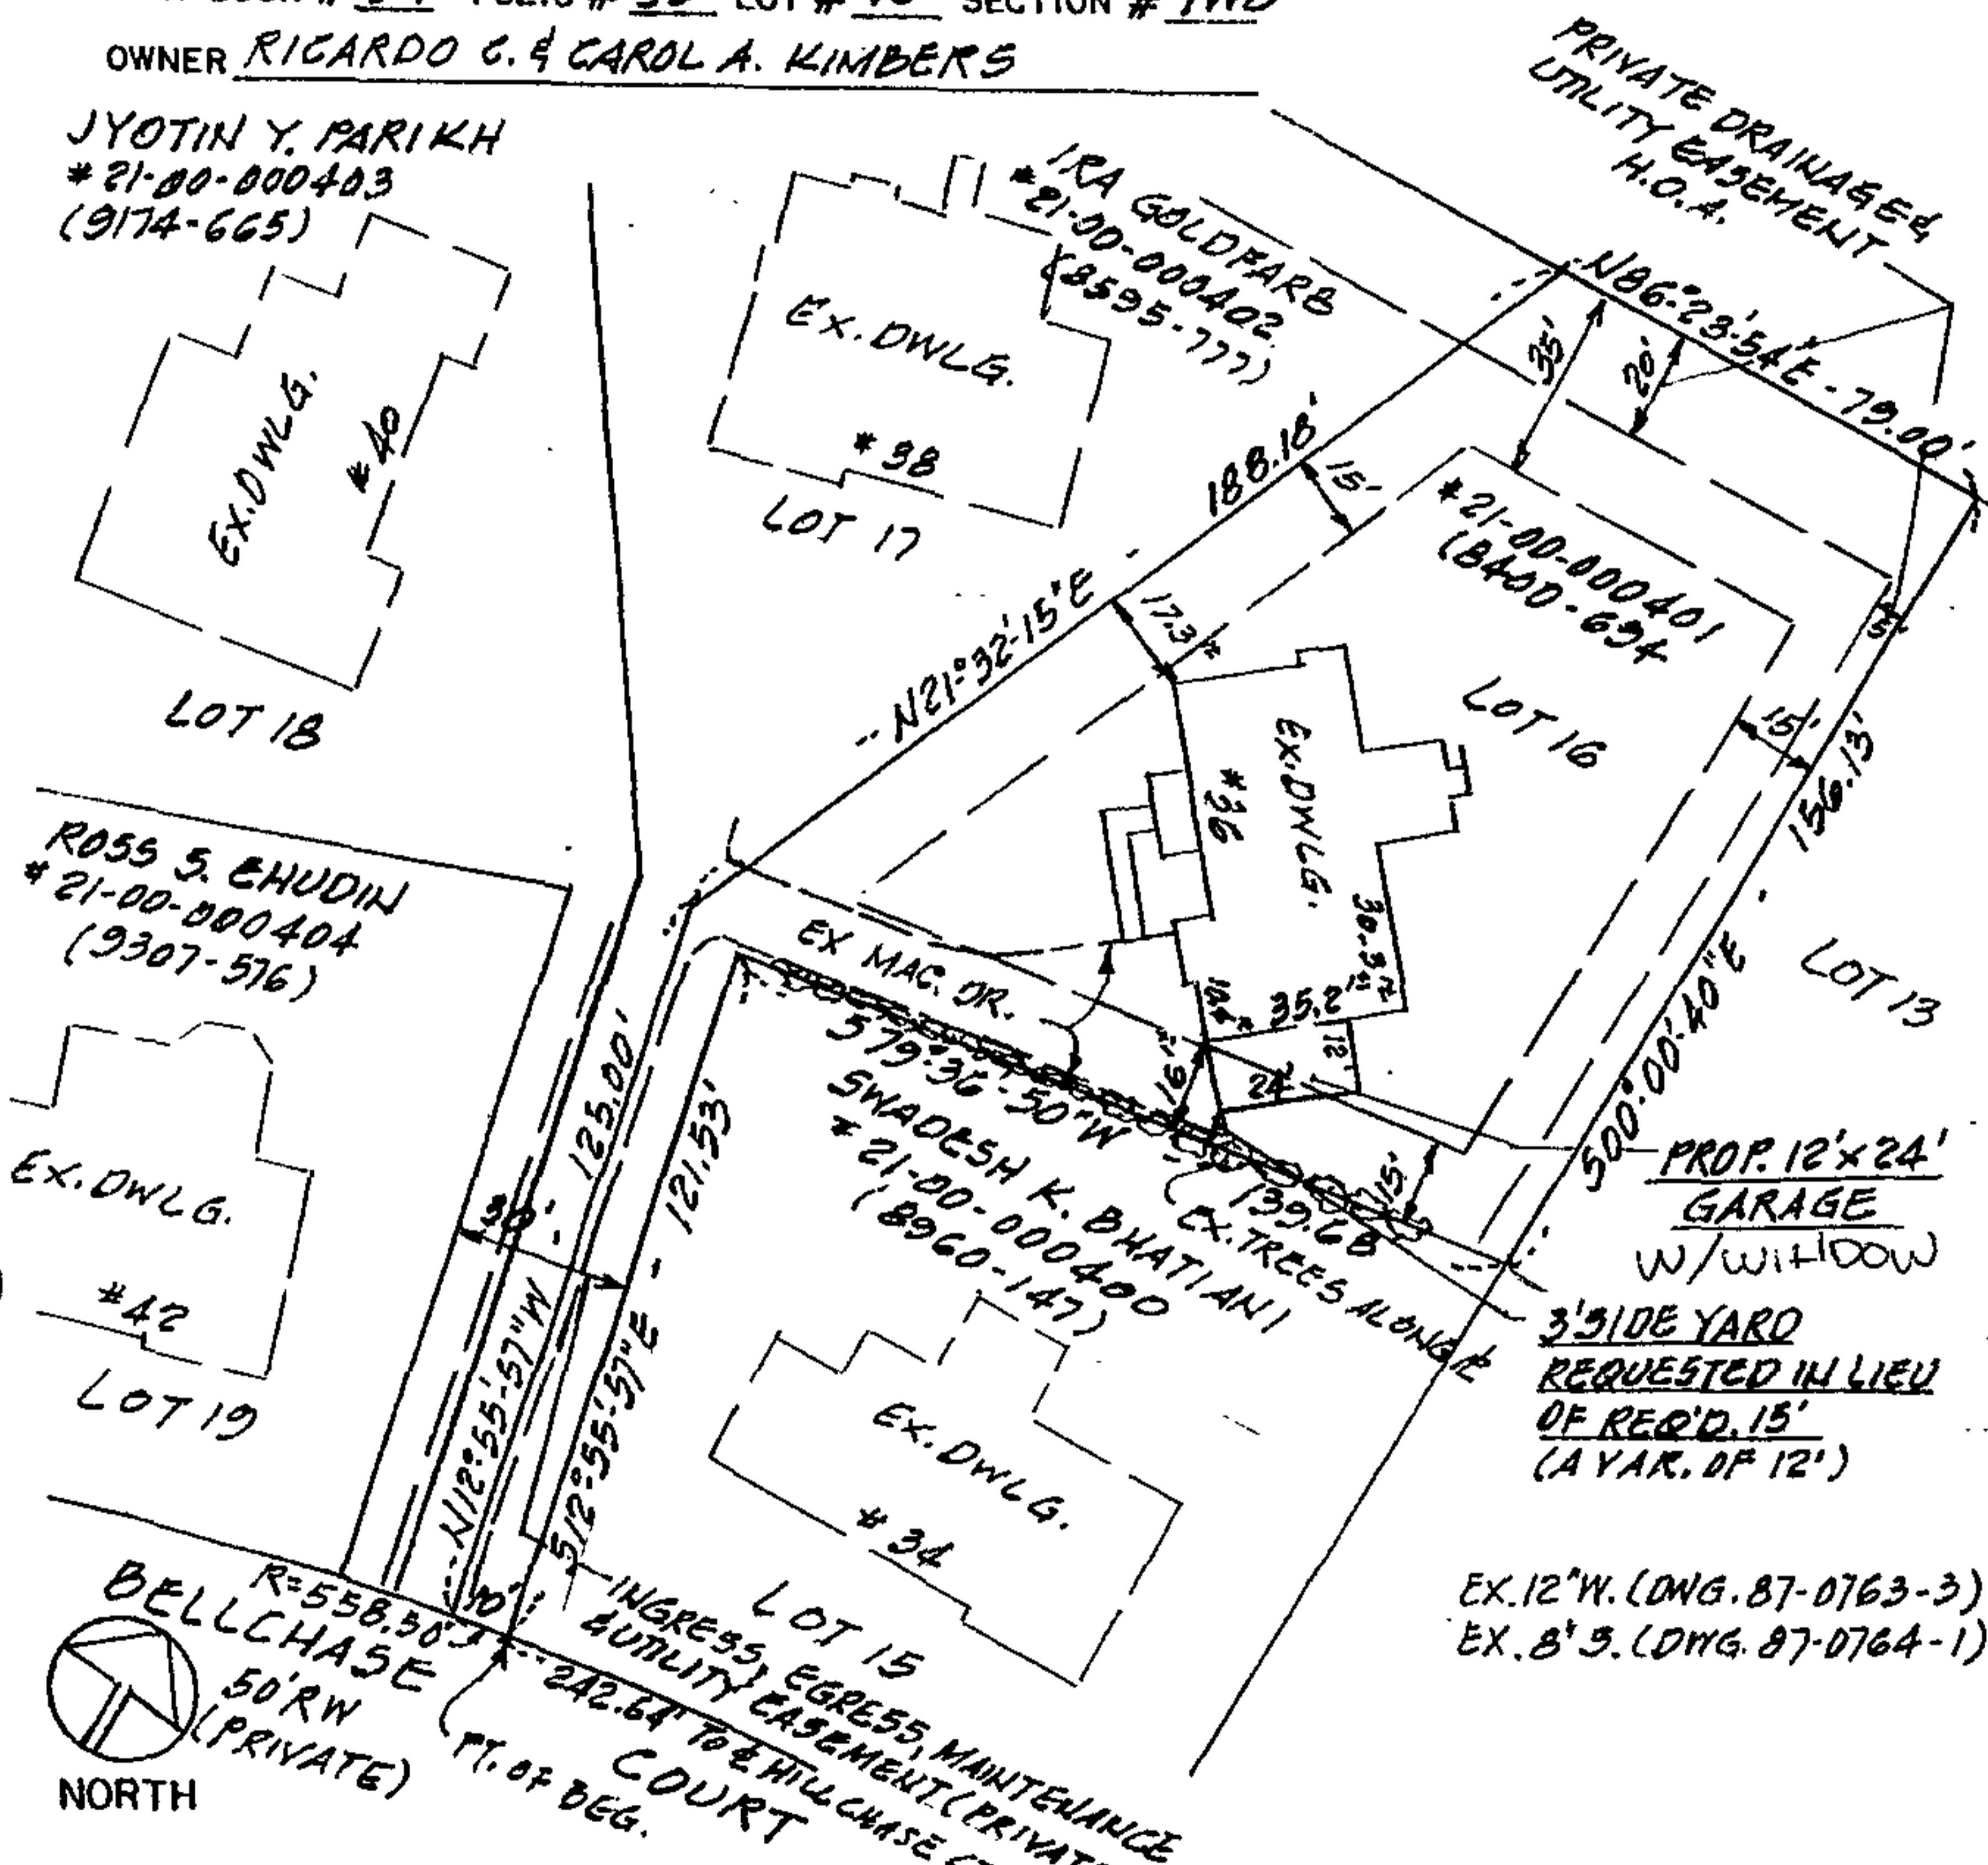 SECTION # TWO
OWNER RICARDO C. & CAROL A. KIMBERS
JYOTIN Y. PARIKH
#21-00-000403
(9174-665)
EX. DWLG.
#40
LOT 18
IRA GOLDFARB
#21-00-000402
(8595-777)
EX. DWLG.
#38
LOT 17
PRIVATE DRAINAGE &
UTILITY EASEMENT
H.O.A.
N86°23'54"E - 79.00'
35'
20'
188.18'
15'
N21°32'15"E
17.3'±
#21-00-000401
(8400-694
LOT 16
5'
15'
156.13'
S00°00'40"E
LOT 13
EX. DWLG.
#36
35.2'
12'
24'
16'
15'
EX MAC. DR.
S79°36'50"W
139.68
SWADESH K. BHATIANI
#21-00-000400
(8960-147)
EX. TREES ALONG
PROP. 12'x24'
GARAGE
W/WINDOW
3' SIDE YARD
REQUESTED IN LIEU
OF REQ'D. 15'
(A VAR. OF 12')
ROSS S. CHUDIN
#21-00-000404
(9307-576)
EX. DWLG.
#42
LOT 19
30'
125.00'
121.53'
N12°55'57"W
S12°55'57"E
10'
EX. DWLG.
#34
LOT 15
EX. 12"W. (DWG. 87-0763-3)
EX. 8"S. (DWG. 87-0764-1)
INGRESS, EGRESS, MAINTENANCE
& UTILITY EASEMENT (PRIVATE
R=558.50'
242.64' TO ℄ HILL CHASE
BELLCHASE COURT
50' RW
(PRIVATE)
PT. OF BEG.
NORTH